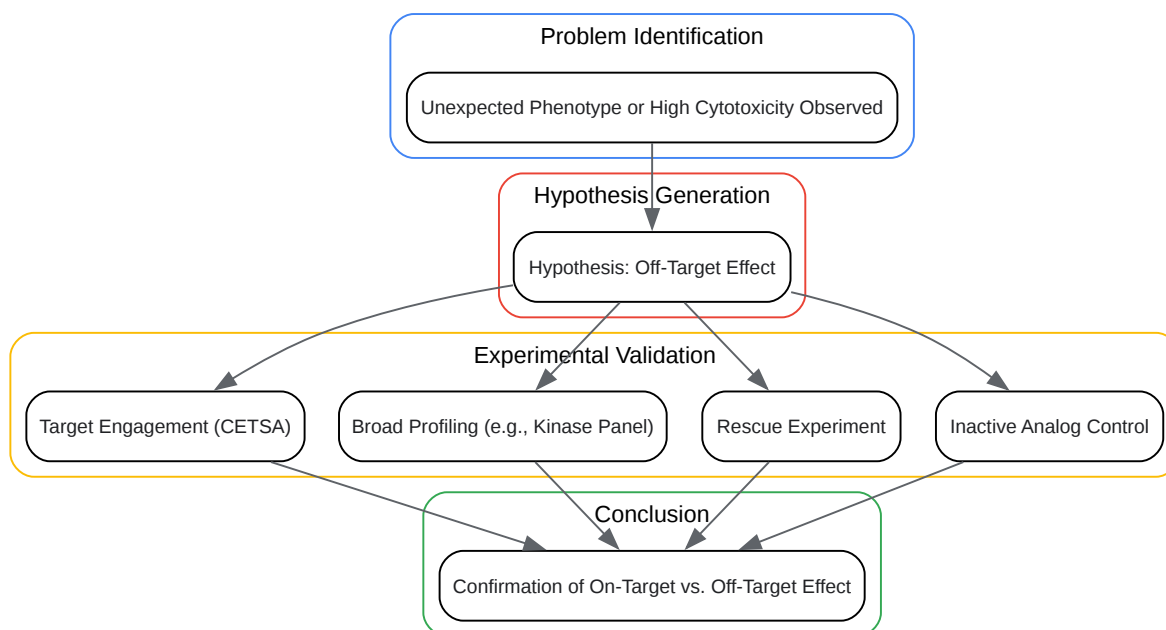 Problem Identification
Unexpected Phenotype or High Cytotoxicity Observed
Hypothesis Generation
Hypothesis: Off-Target Effect
Experimental Validation
Target Engagement (CETSA)
Broad Profiling (e.g., Kinase Panel)
Rescue Experiment
Inactive Analog Control
Conclusion
Confirmation of On-Target vs. Off-Target Effect